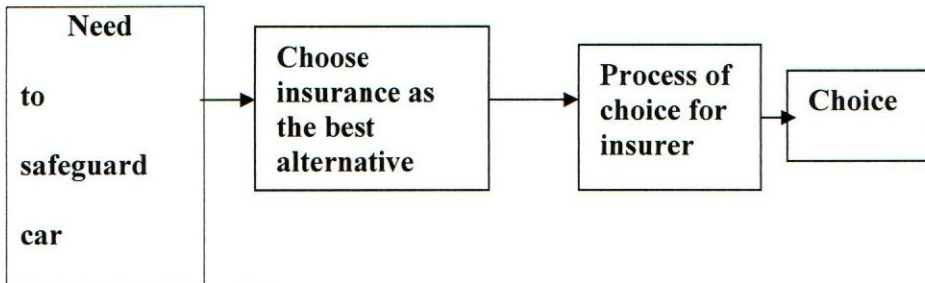 Need
to
safeguard
car
Choose
insurance as
the best
alternative
Process of
choice for
insurer
Choice